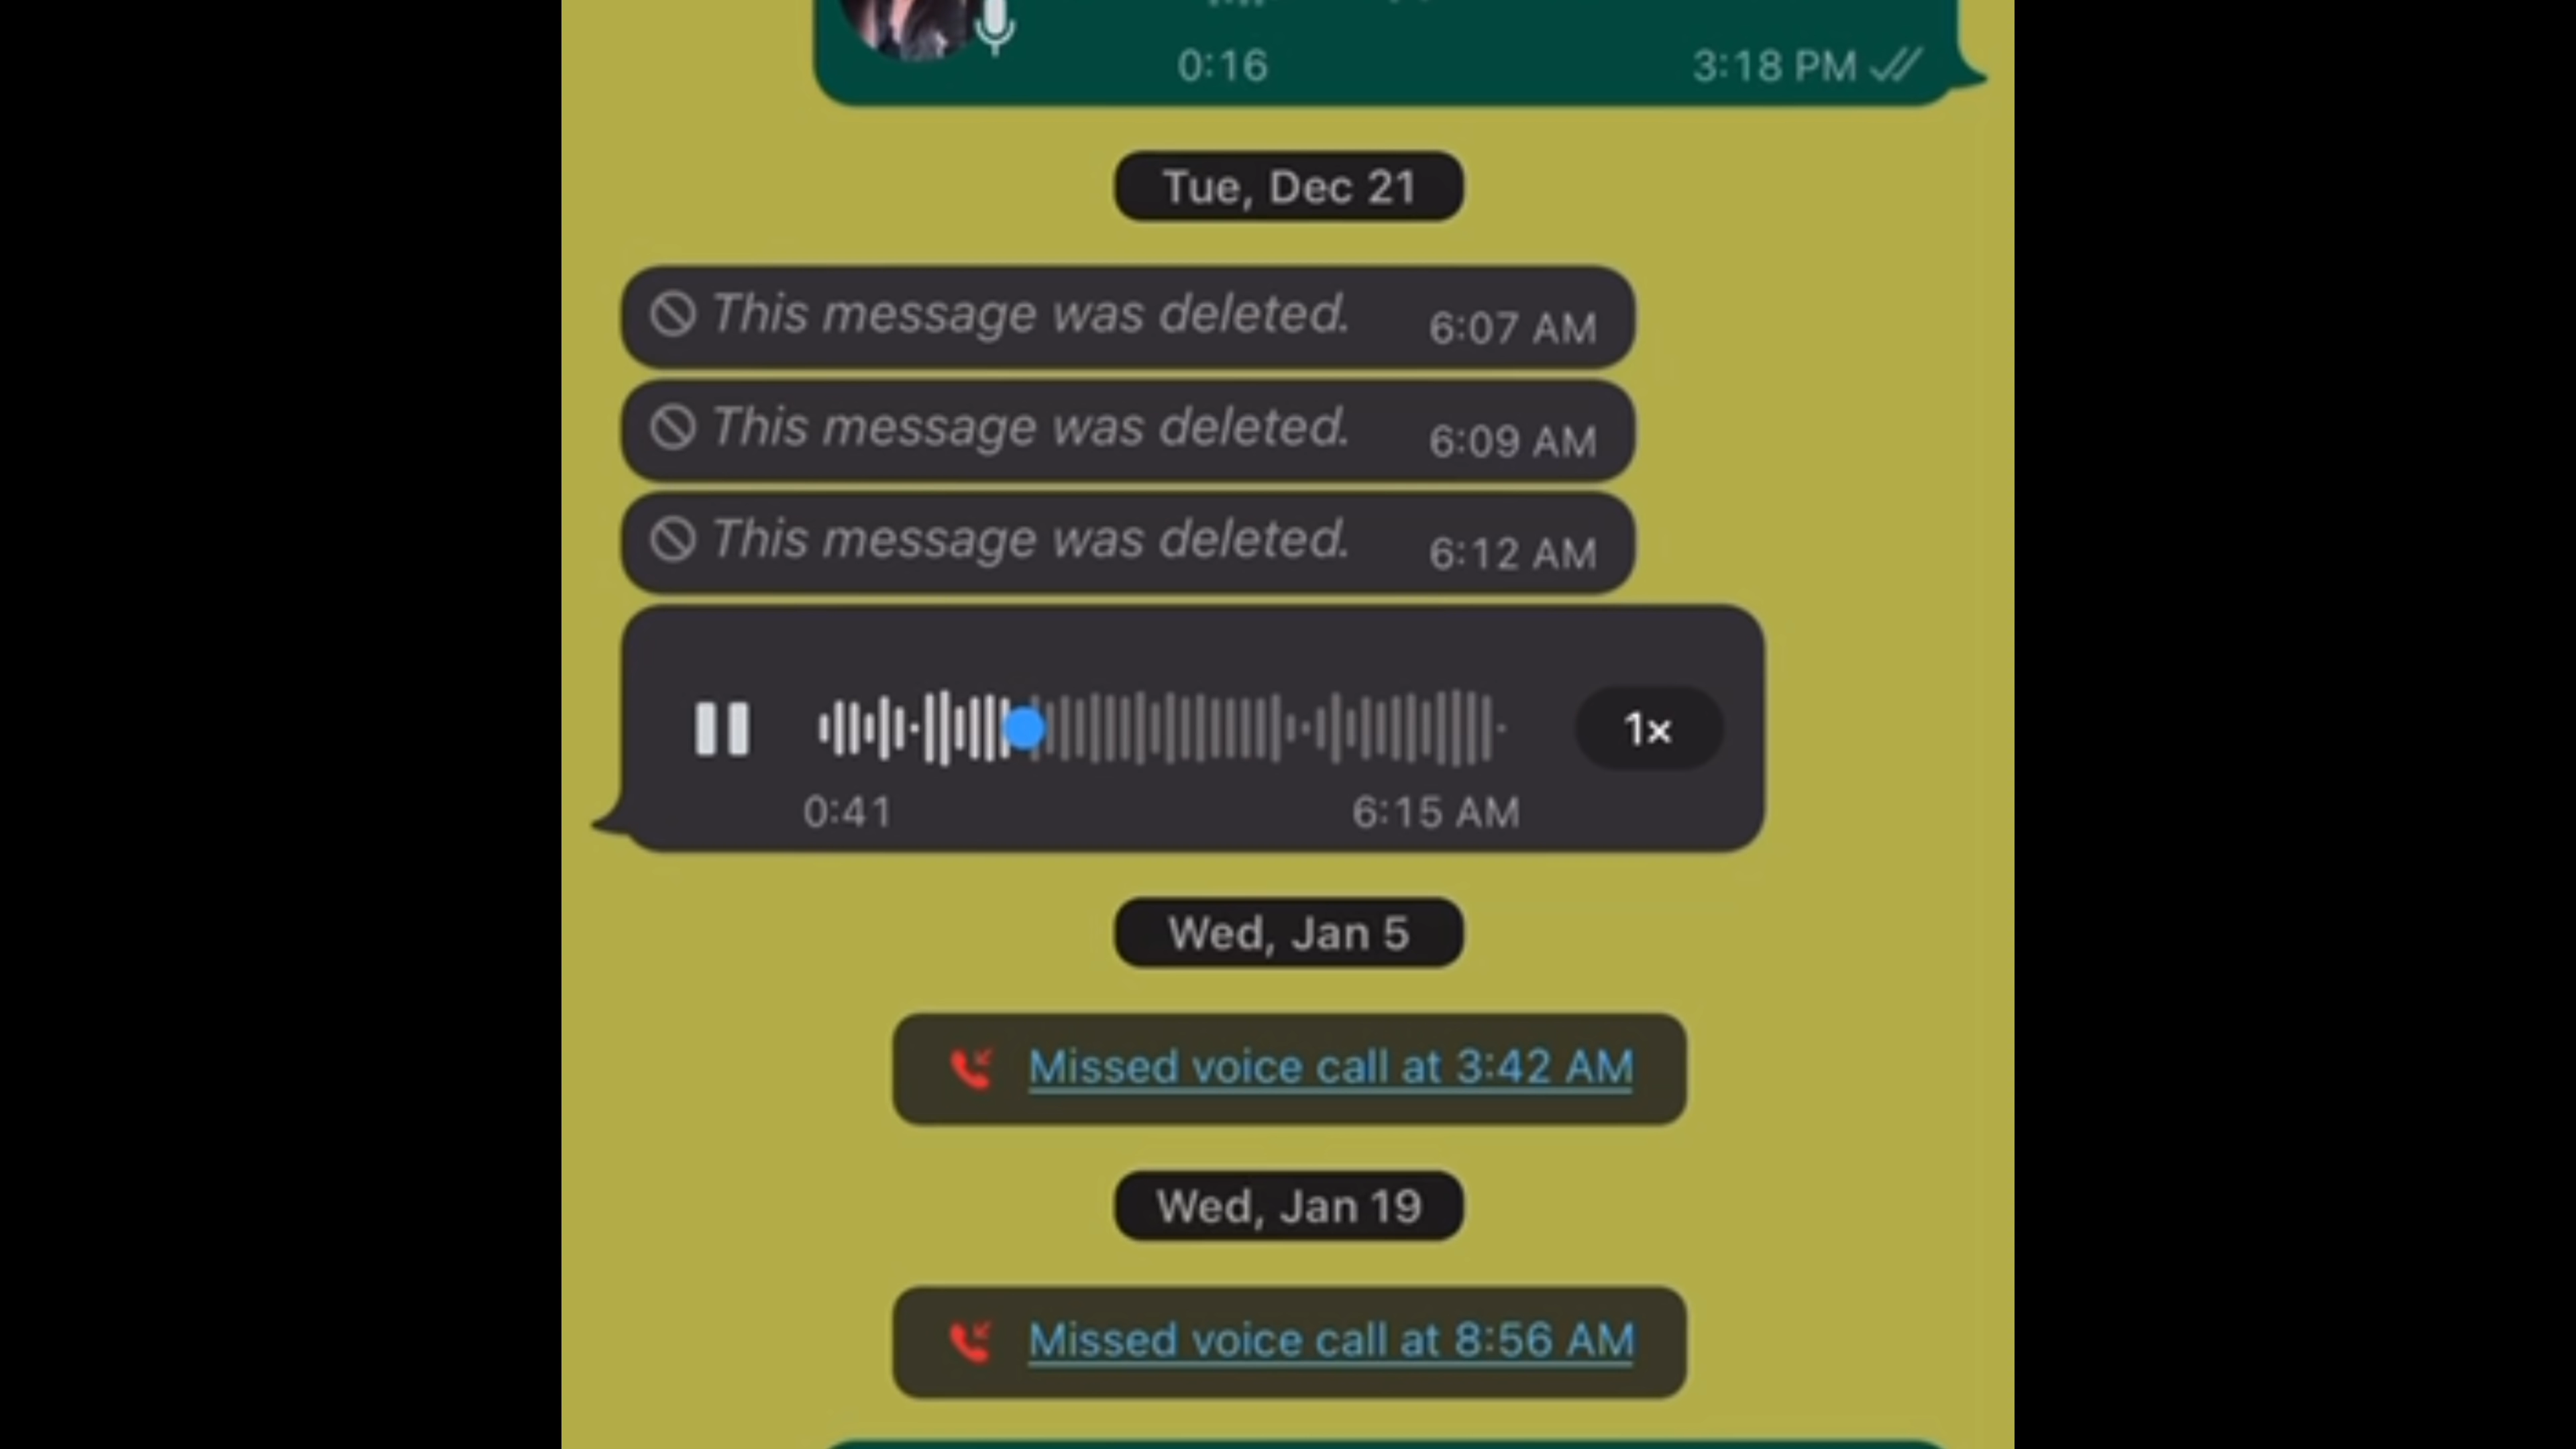 0:16 3:18 PM
Tue, Dec 21
This message was deleted. 6:07 AM
This message was deleted. 6:09 AM
This message was deleted. 6:12 AM
1×
0:41 6:15 AM
Wed, Jan 5
Missed voice call at 3:42 AM
Wed, Jan 19
Missed voice call at 8:56 AM